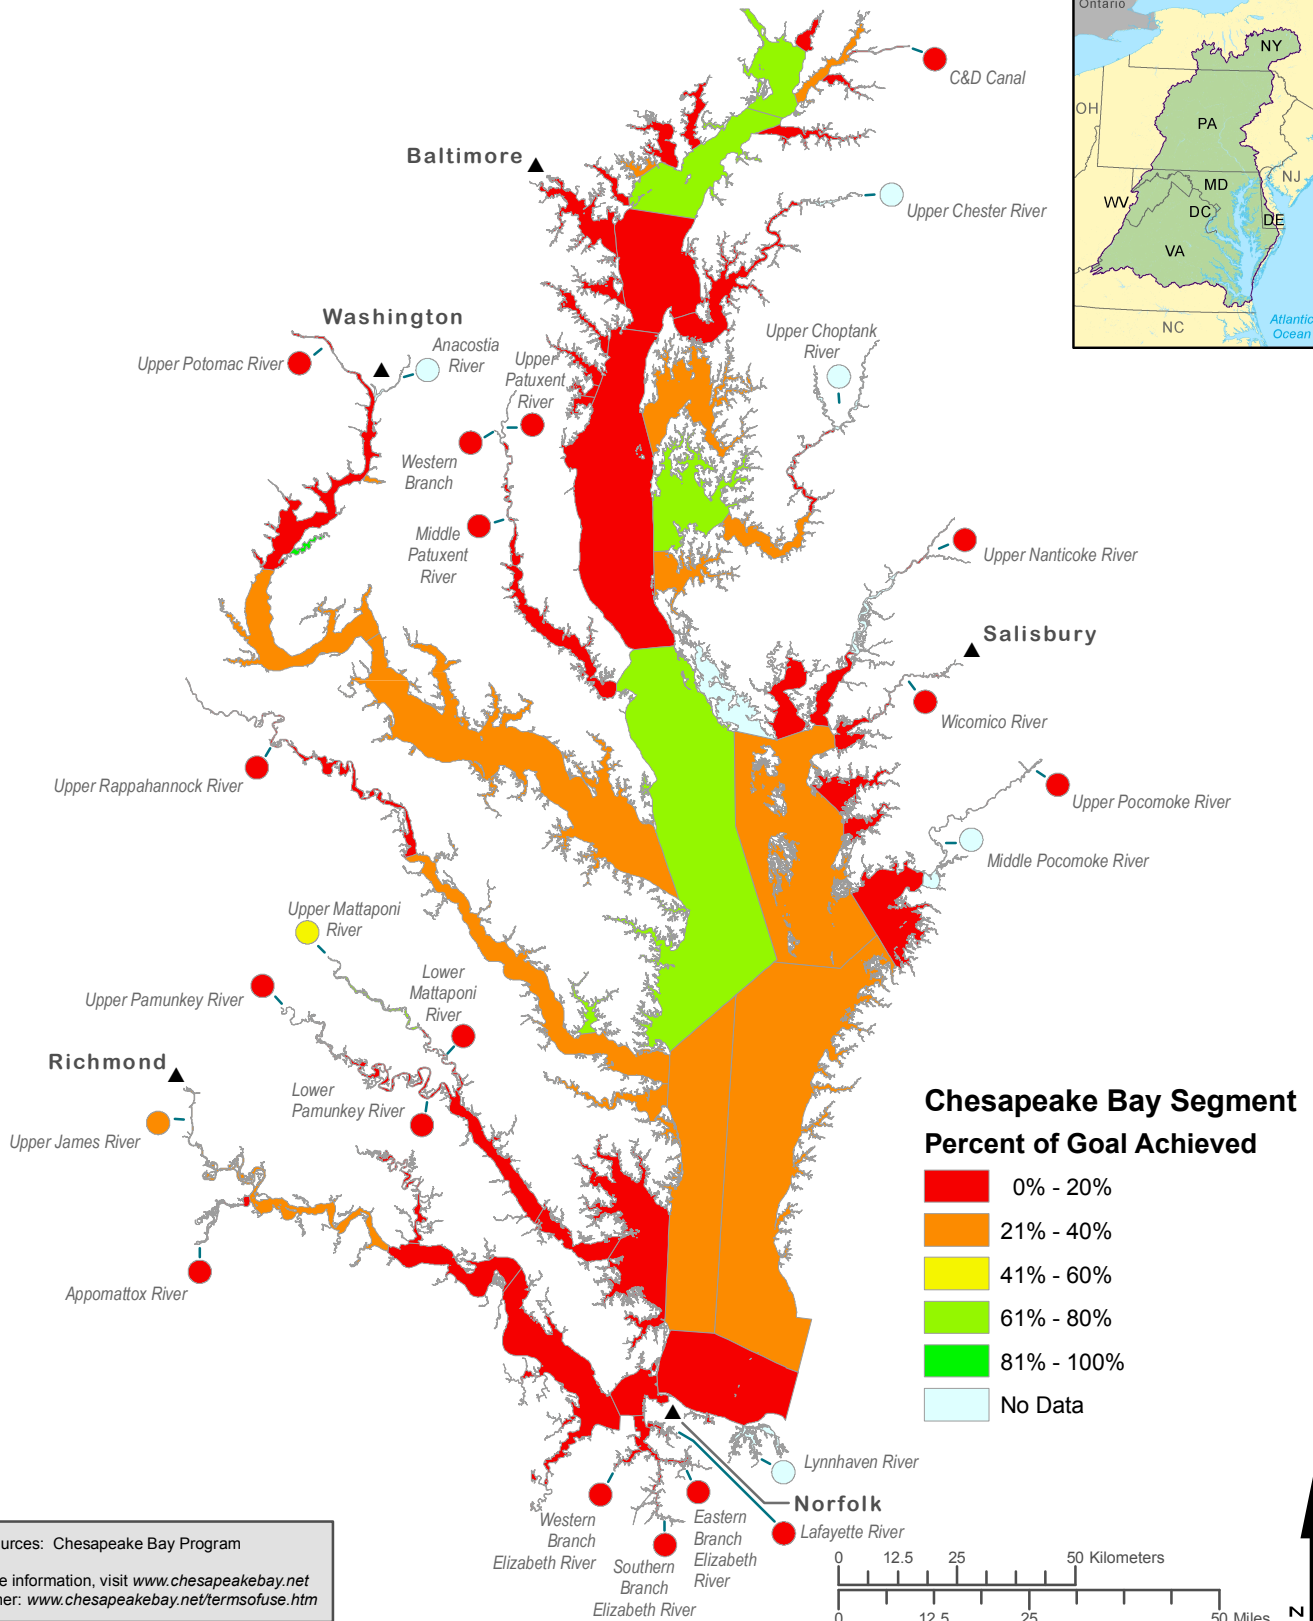 Ontario
NY
OH
PA
NJ
MD
WV
DC
DE
VA
NC
Atlantic
Ocean
C&D Canal
Baltimore
Upper Chester River
Washington
Upper Potomac River
Anacostia
River
Upper
Patuxent
River
Upper Choptank
River
Western
Branch
Middle
Patuxent
River
Upper Nanticoke River
Salisbury
Wicomico River
Upper Rappahannock River
Upper Pocomoke River
Middle Pocomoke River
Upper Mattaponi
River
Upper Pamunkey River
Lower
Mattaponi
River
Richmond
Lower
Pamunkey River
Upper James River
Appomattox River
Chesapeake Bay Segment
Percent of Goal Achieved
0% - 20%
21% - 40%
41% - 60%
61% - 80%
81% - 100%
No Data
Lynnhaven River
Norfolk
Lafayette River
Western
Branch
Elizabeth River
Southern
Branch
Elizabeth River
Eastern
Branch
Elizabeth
River
urces: Chesapeake Bay Program
e information, visit www.chesapeakebay.net
ner: www.chesapeakebay.net/termsofuse.htm
0 12.5 25 50 Kilometers
0 12.5 25 50 Miles
N